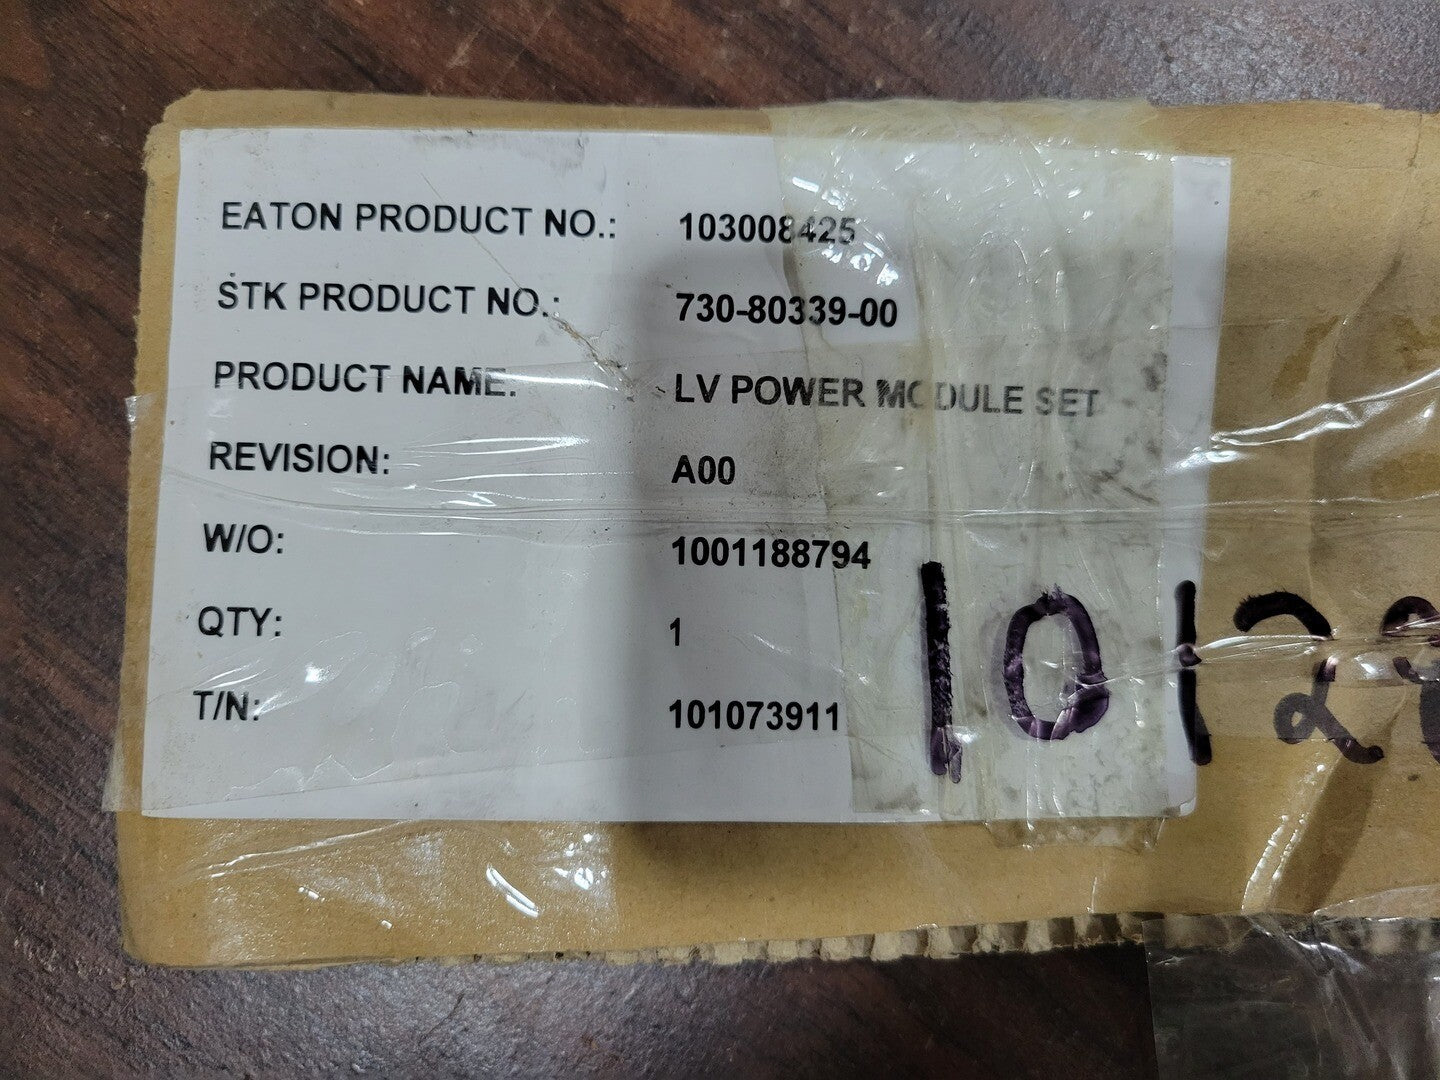 EATON PRODUCT NO.: 103008425
STK PRODUCT NO.: 730-80339-00
PRODUCT NAME: LV POWER MODULE SET
REVISION: A00
W/O: 1001188794
QTY: 1
T/N: 101073911
10128